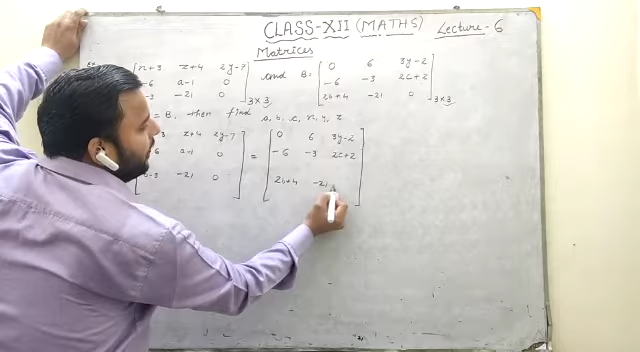 CLASS-XII (MATHS) Lecture-6
Matrices
x+3 z+4 2y-7 and B= 0 6 3y-2
-6 a-1 0 -6 -3 2c+2
-3 -21 0 3×3 2b+4 -21 0 3×3
= B, then find a, b, c, x, y, z
3 z+4 2y-7 = 0 6 3y-2
6 a-1 0 -6 -3 2c+2
b-3 -21 0 2b+4 -21